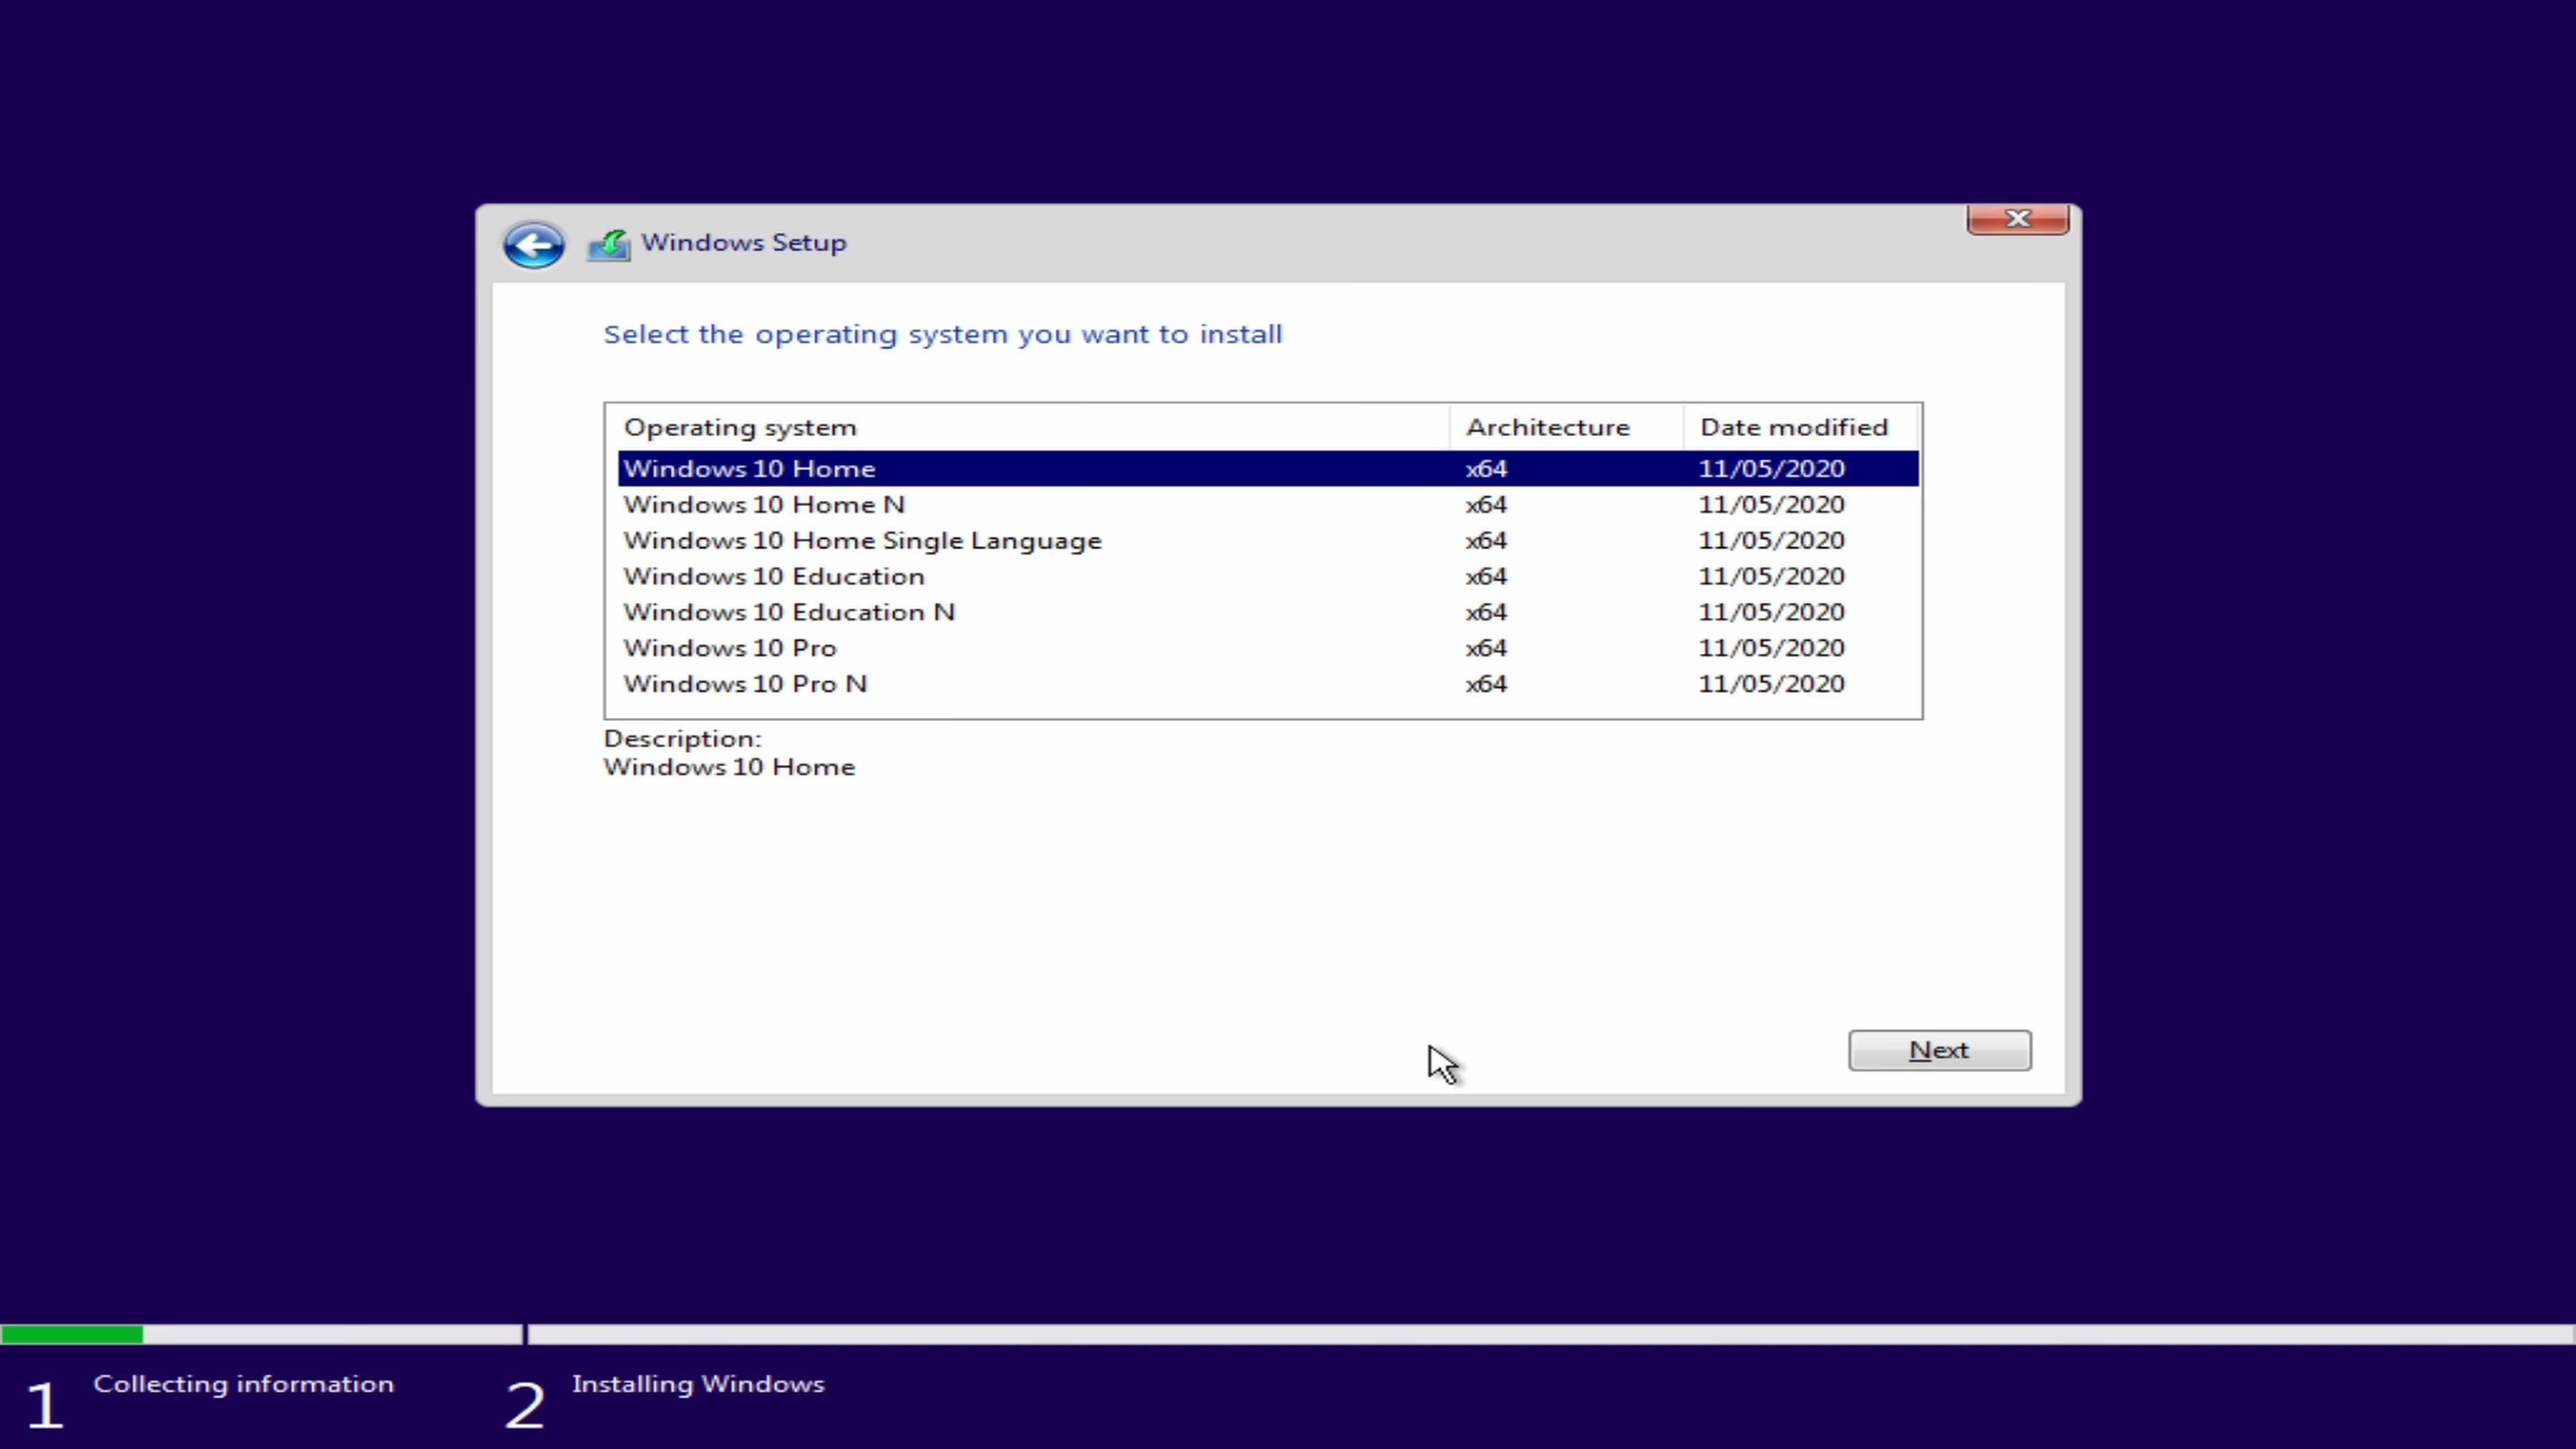 Windows Setup
Select the operating system you want to install
Operating system Architecture Date modified
Windows 10 Home x64 11/05/2020
Windows 10 Home N x64 11/05/2020
Windows 10 Home Single Language x64 11/05/2020
Windows 10 Education x64 11/05/2020
Windows 10 Education N x64 11/05/2020
Windows 10 Pro x64 11/05/2020
Windows 10 Pro N x64 11/05/2020
Description:
Windows 10 Home
Next
1 Collecting information 2 Installing Windows